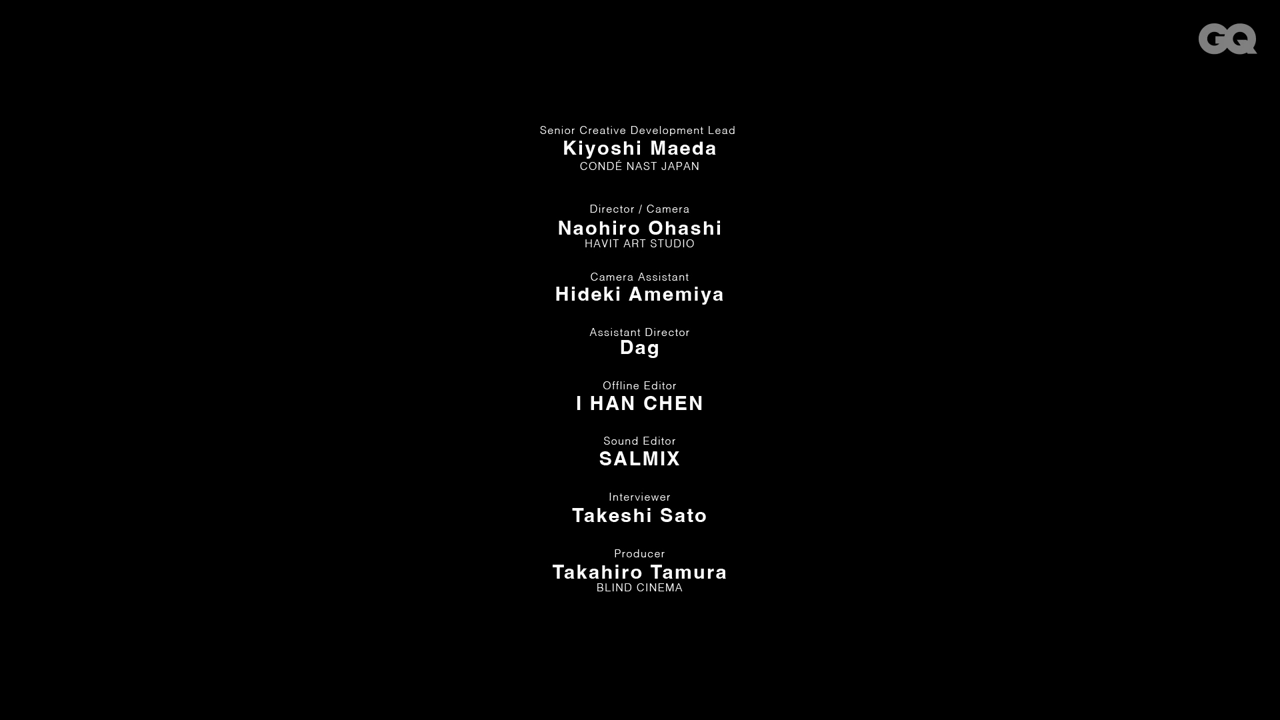 GQ
Senior Creative Development Lead
Kiyoshi Maeda
CONDÉ NAST JAPAN
Director / Camera
Naohiro Ohashi
HAVIT ART STUDIO
Camera Assistant
Hideki Amemiya
Assistant Director
Dag
Offline Editor
I HAN CHEN
Sound Editor
SALMIX
Interviewer
Takeshi Sato
Producer
Takahiro Tamura
BLIND CINEMA